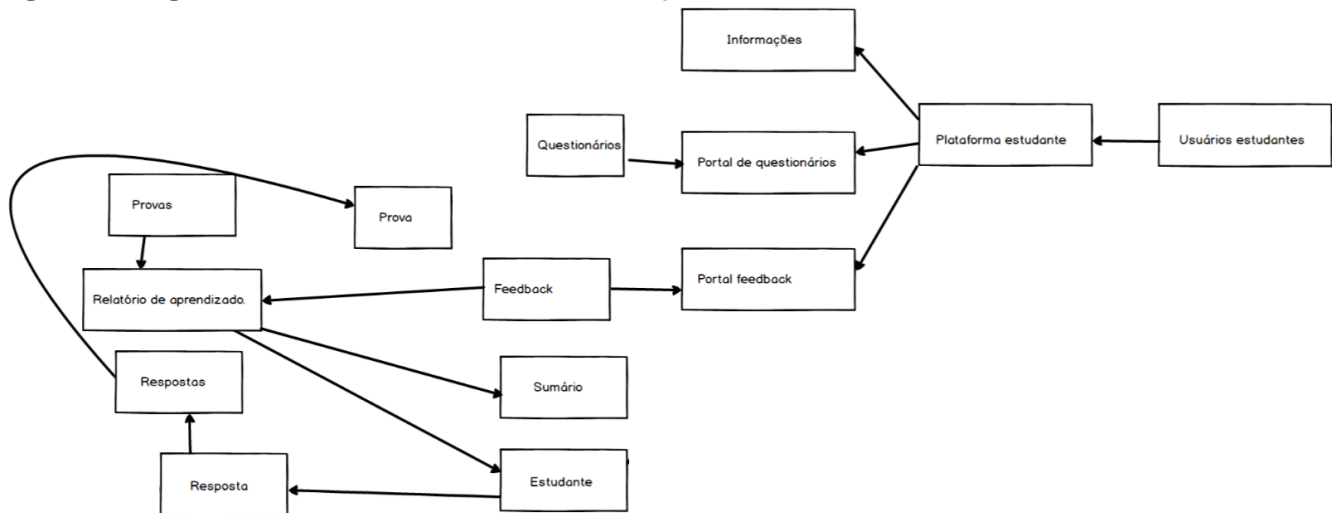 Informações
Questionários
Plataforma estudante
Usuários estudantes
Portal de questionários
Provas
Prova
Relatório de aprendizado.
Feedback
Portal feedback
Respostas
Sumário
Resposta
Estudante